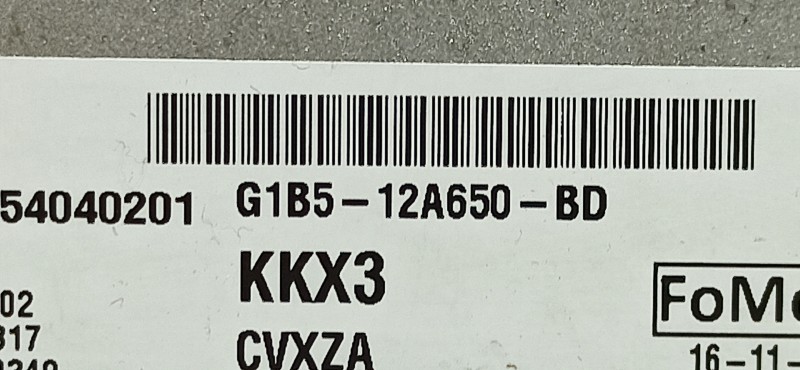 54040201 G1B5-12A650-BD
KKX3
02
317
CVXZA
FoMo
16-11-